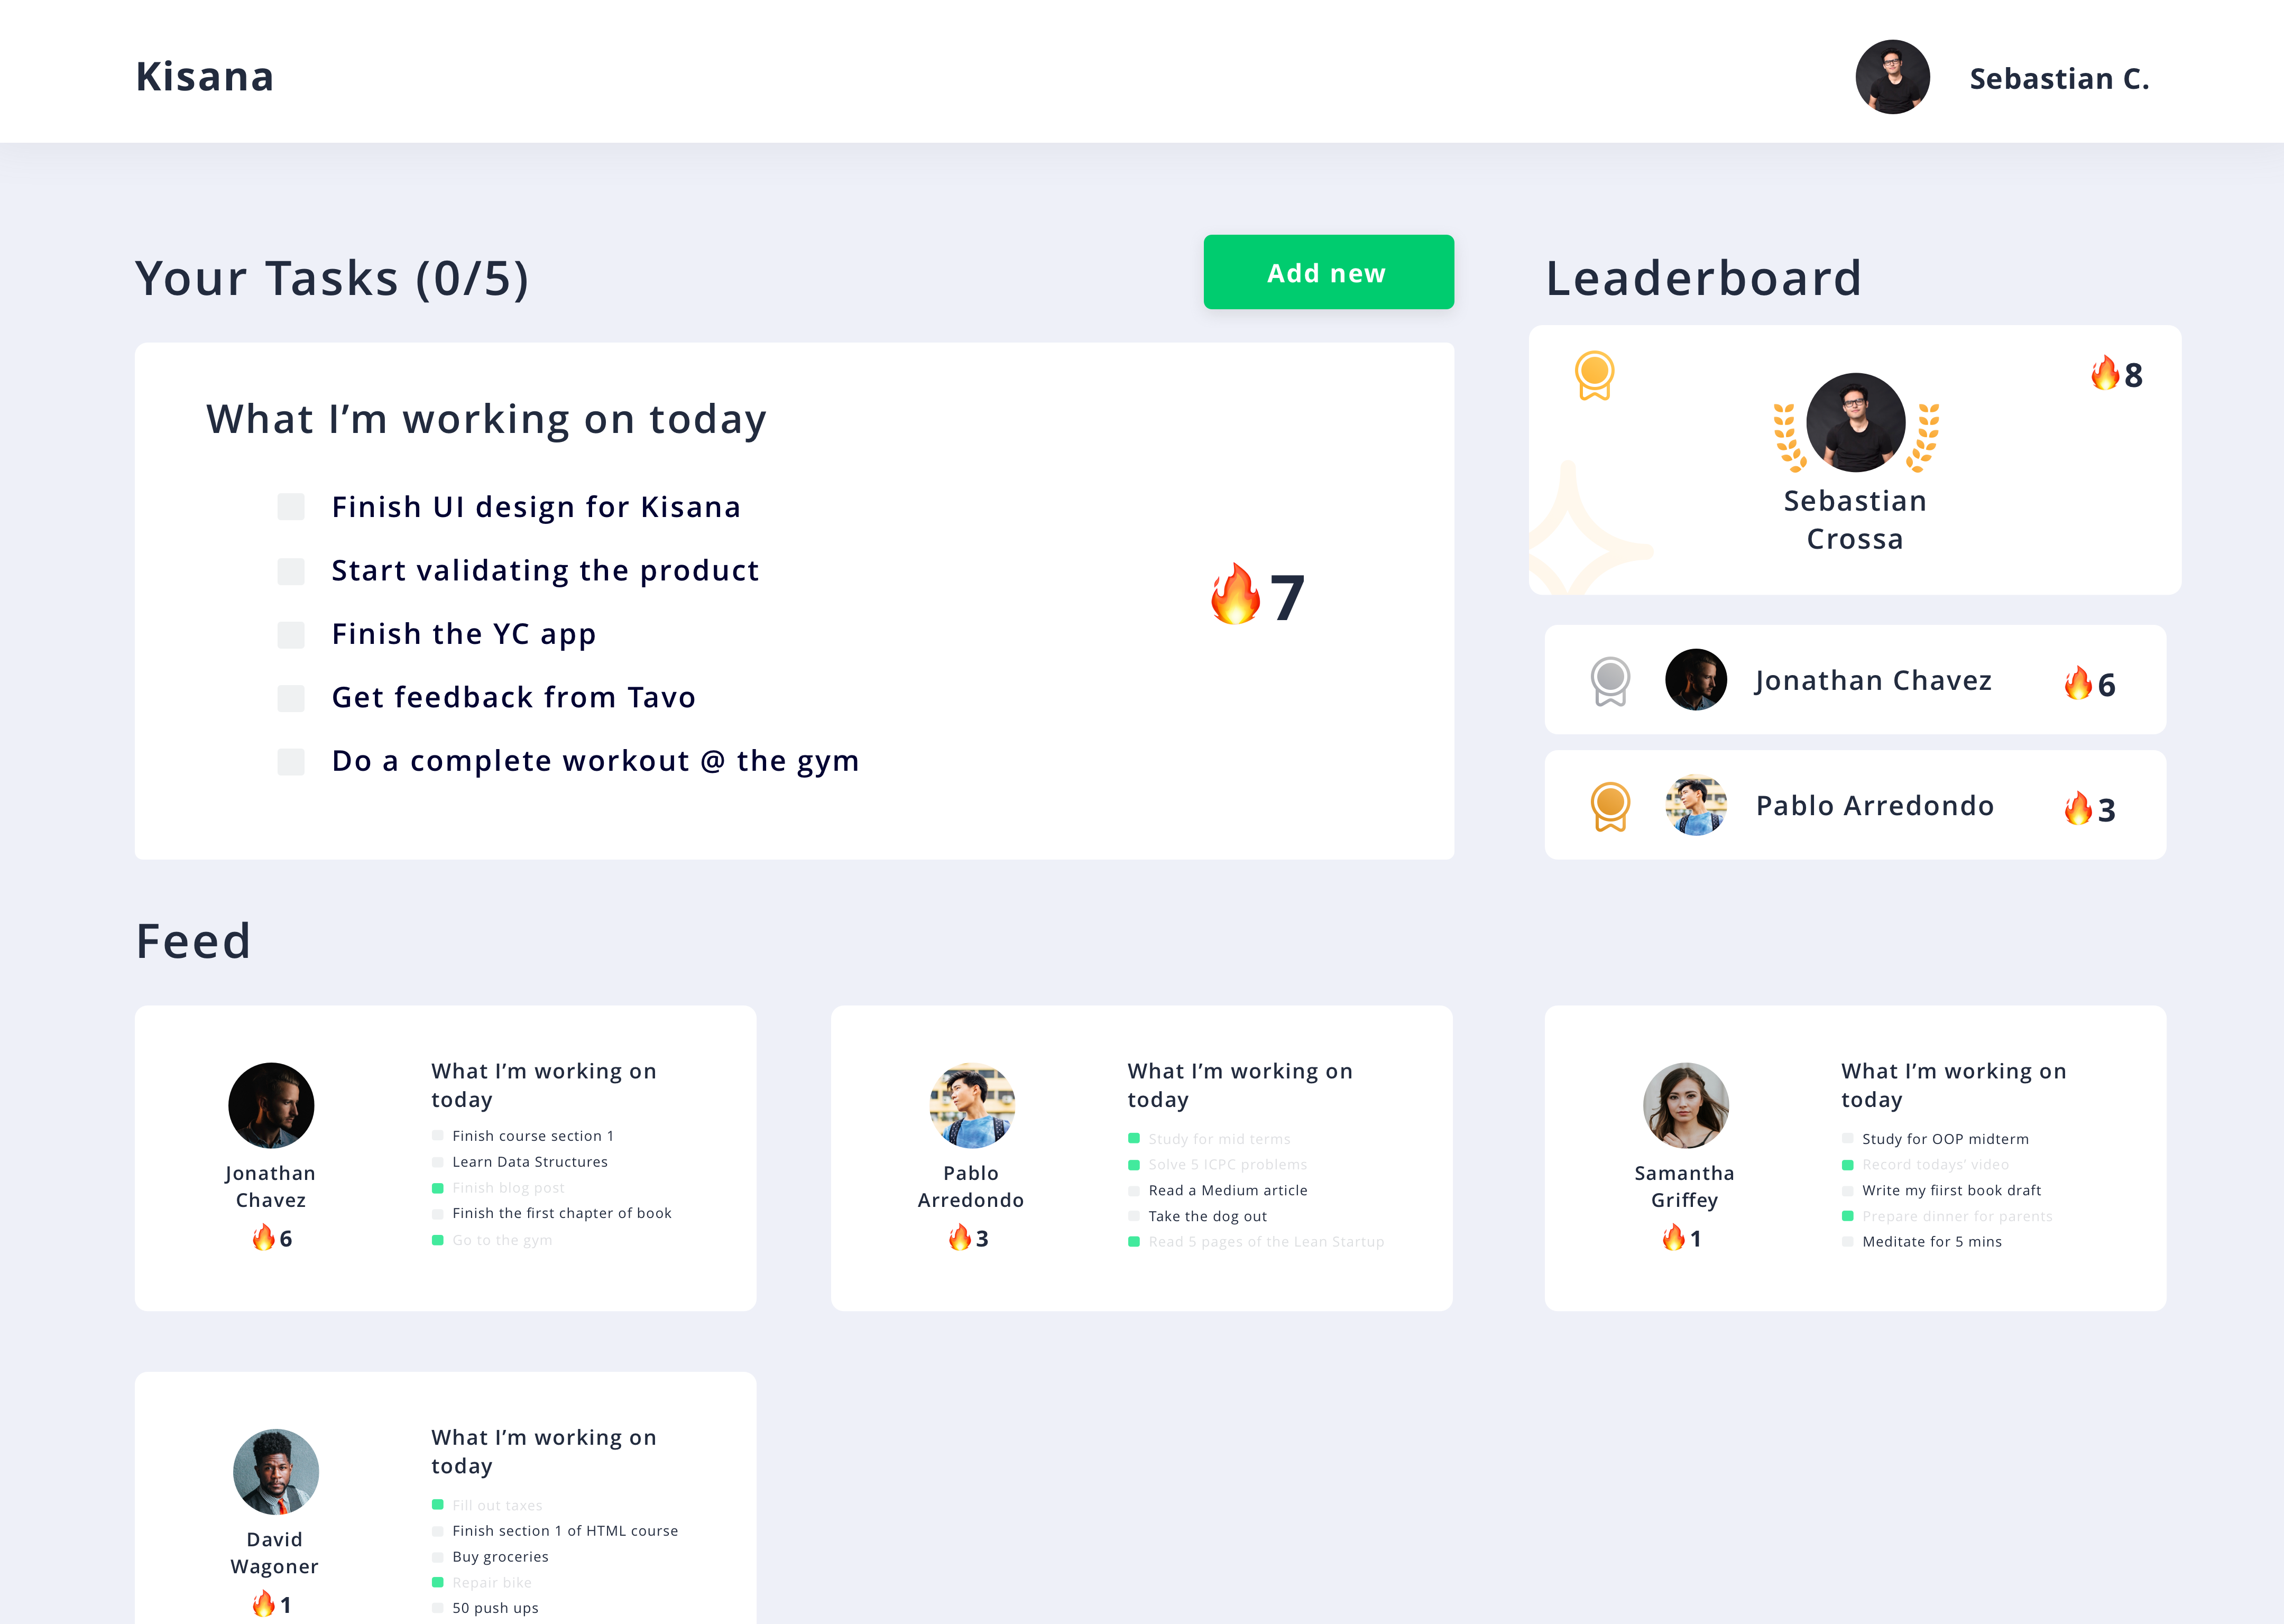 Kisana
Sebastian C.
Your Tasks (0/5)
Add new
What I’m working on today
Finish UI design for Kisana
Start validating the product
Finish the YC app
Get feedback from Tavo
Do a complete workout @ the gym
7
Leaderboard
8
Sebastian
Crossa
Jonathan Chavez
6
Pablo Arredondo
3
Feed
Jonathan
Chavez
6
What I’m working on
today
Finish course section 1
Learn Data Structures
Finish blog post
Finish the first chapter of book
Go to the gym
Pablo
Arredondo
3
What I’m working on
today
Study for mid terms
Solve 5 ICPC problems
Read a Medium article
Take the dog out
Read 5 pages of the Lean Startup
Samantha
Griffey
1
What I’m working on
today
Study for OOP midterm
Record todays’ video
Write my fiirst book draft
Prepare dinner for parents
Meditate for 5 mins
David
Wagoner
1
What I’m working on
today
Fill out taxes
Finish section 1 of HTML course
Buy groceries
Repair bike
50 push ups